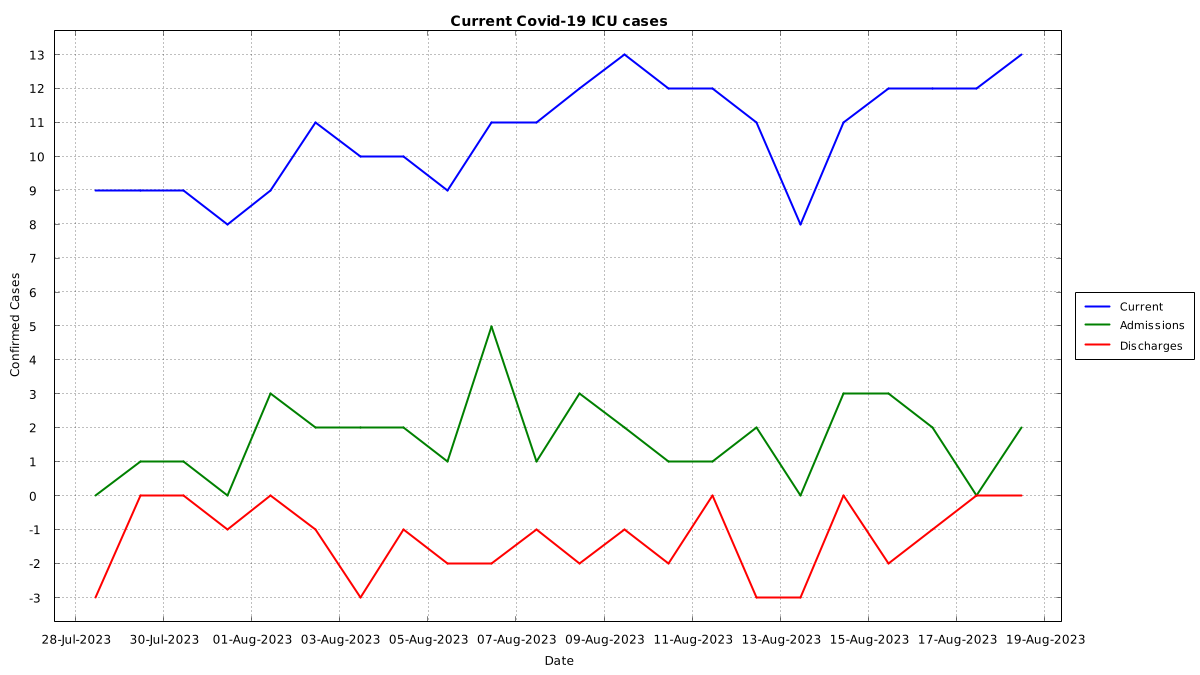 Current Covid-19 ICU cases
Confirmed Cases
13
12
11
10
9
8
7
6
5
4
3
2
1
0
-1
-2
-3
28-Jul-2023 30-Jul-2023 01-Aug-2023 03-Aug-2023 05-Aug-2023 07-Aug-2023 09-Aug-2023 11-Aug-2023 13-Aug-2023 15-Aug-2023 17-Aug-2023 19-Aug-2023
Date
Current
Admissions
Discharges